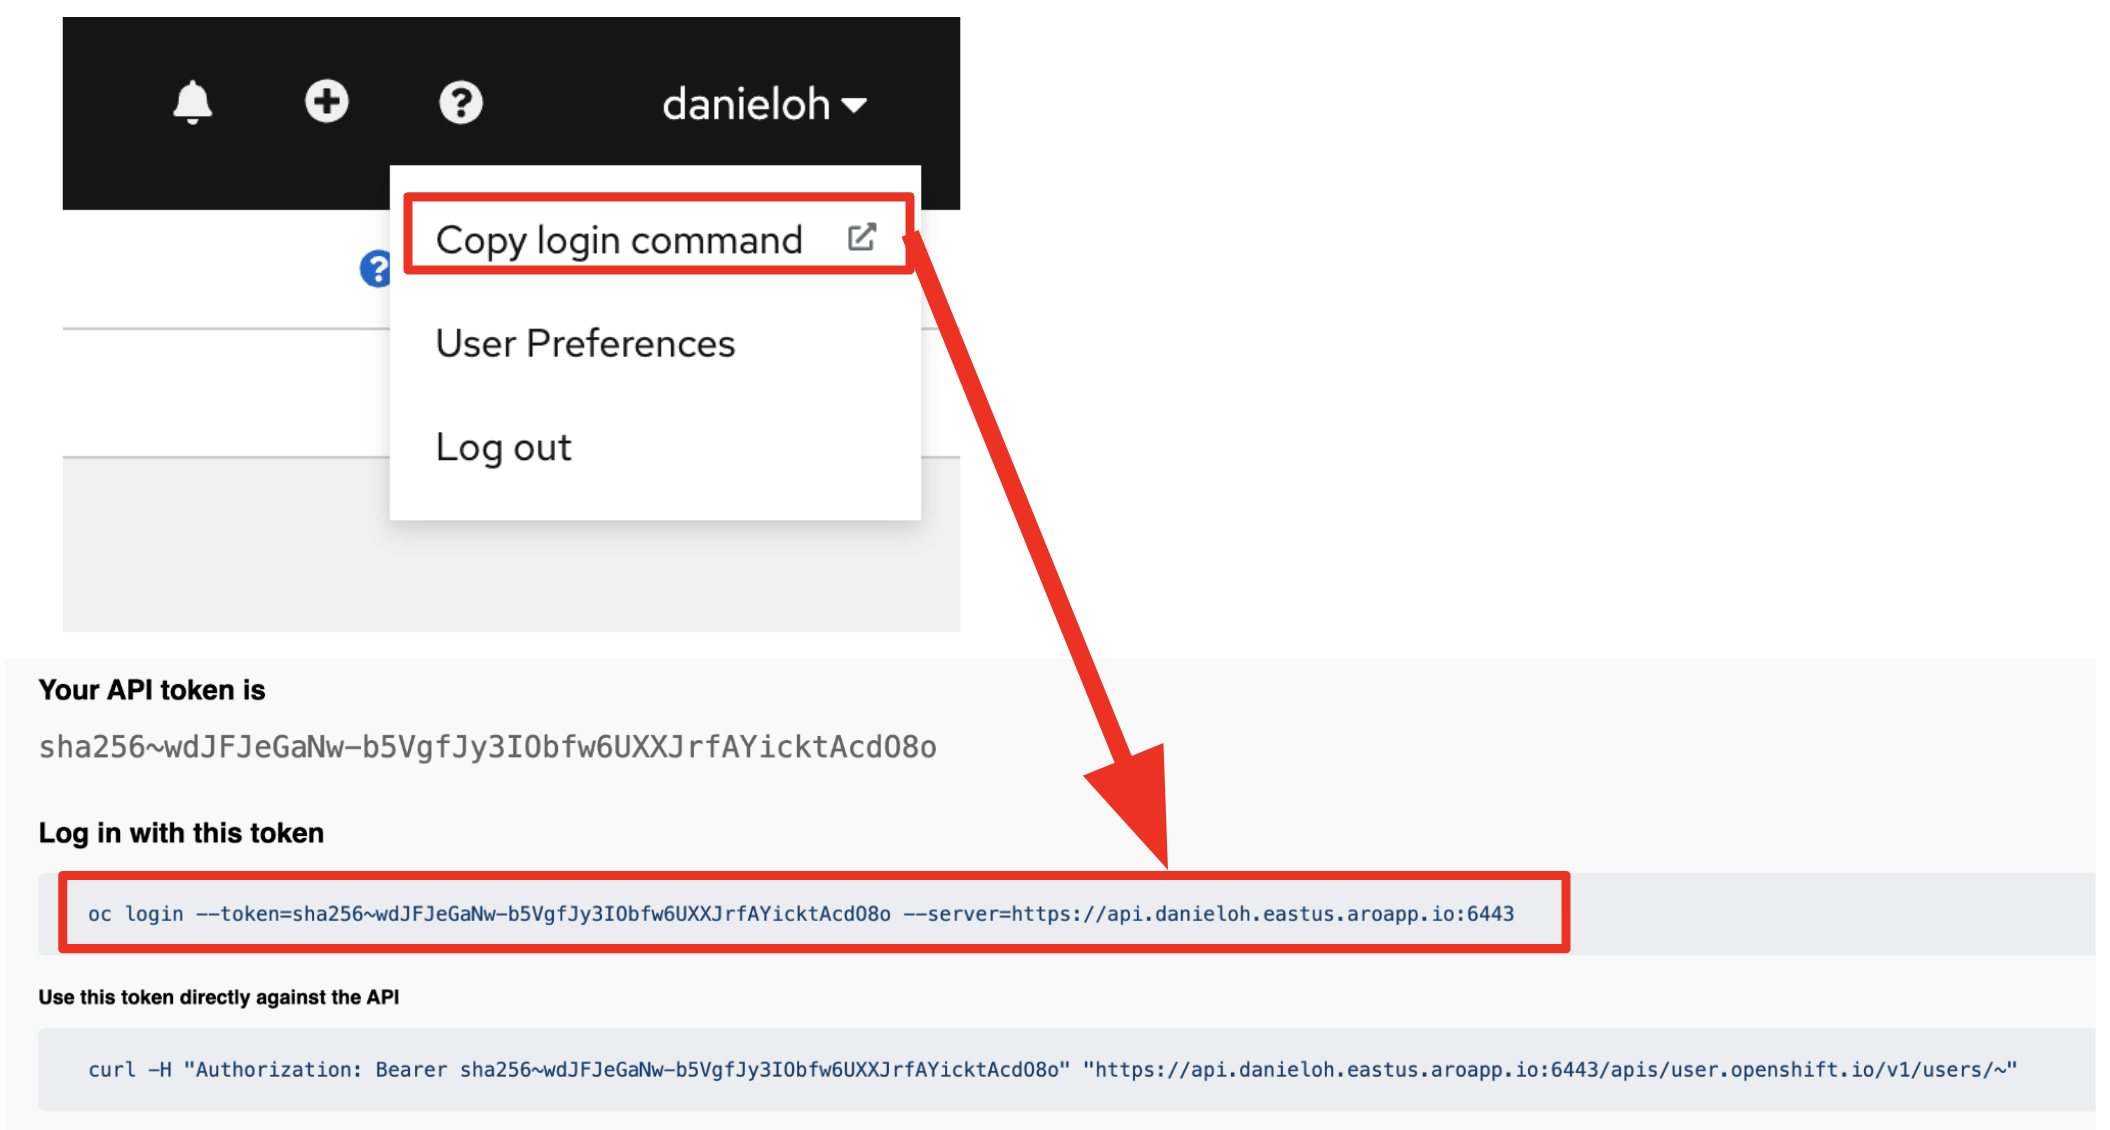 danieloh
Copy login command
User Preferences
Log out
Your API token is
sha256~wdJFJeGaNw-b5VgfJy3IObfw6UXXJrfAYicktAcdO8o
Log in with this token
oc login --token=sha256~wdJFJeGaNw-b5VgfJy3IObfw6UXXJrfAYicktAcdO8o --server=https://api.danieloh.eastus.aroapp.io:6443
Use this token directly against the API
curl -H "Authorization: Bearer sha256~wdJFJeGaNw-b5VgfJy3IObfw6UXXJrfAYicktAcdO8o" "https://api.danieloh.eastus.aroapp.io:6443/apis/user.openshift.io/v1/users/~"